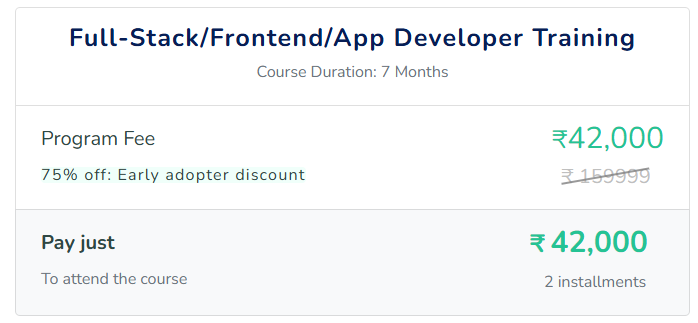 Full-Stack/Frontend/App Developer Training
Course Duration: 7 Months
Program Fee
₹42,000
75% off: Early adopter discount
₹ 159999
Pay just
₹ 42,000
To attend the course
2 installments